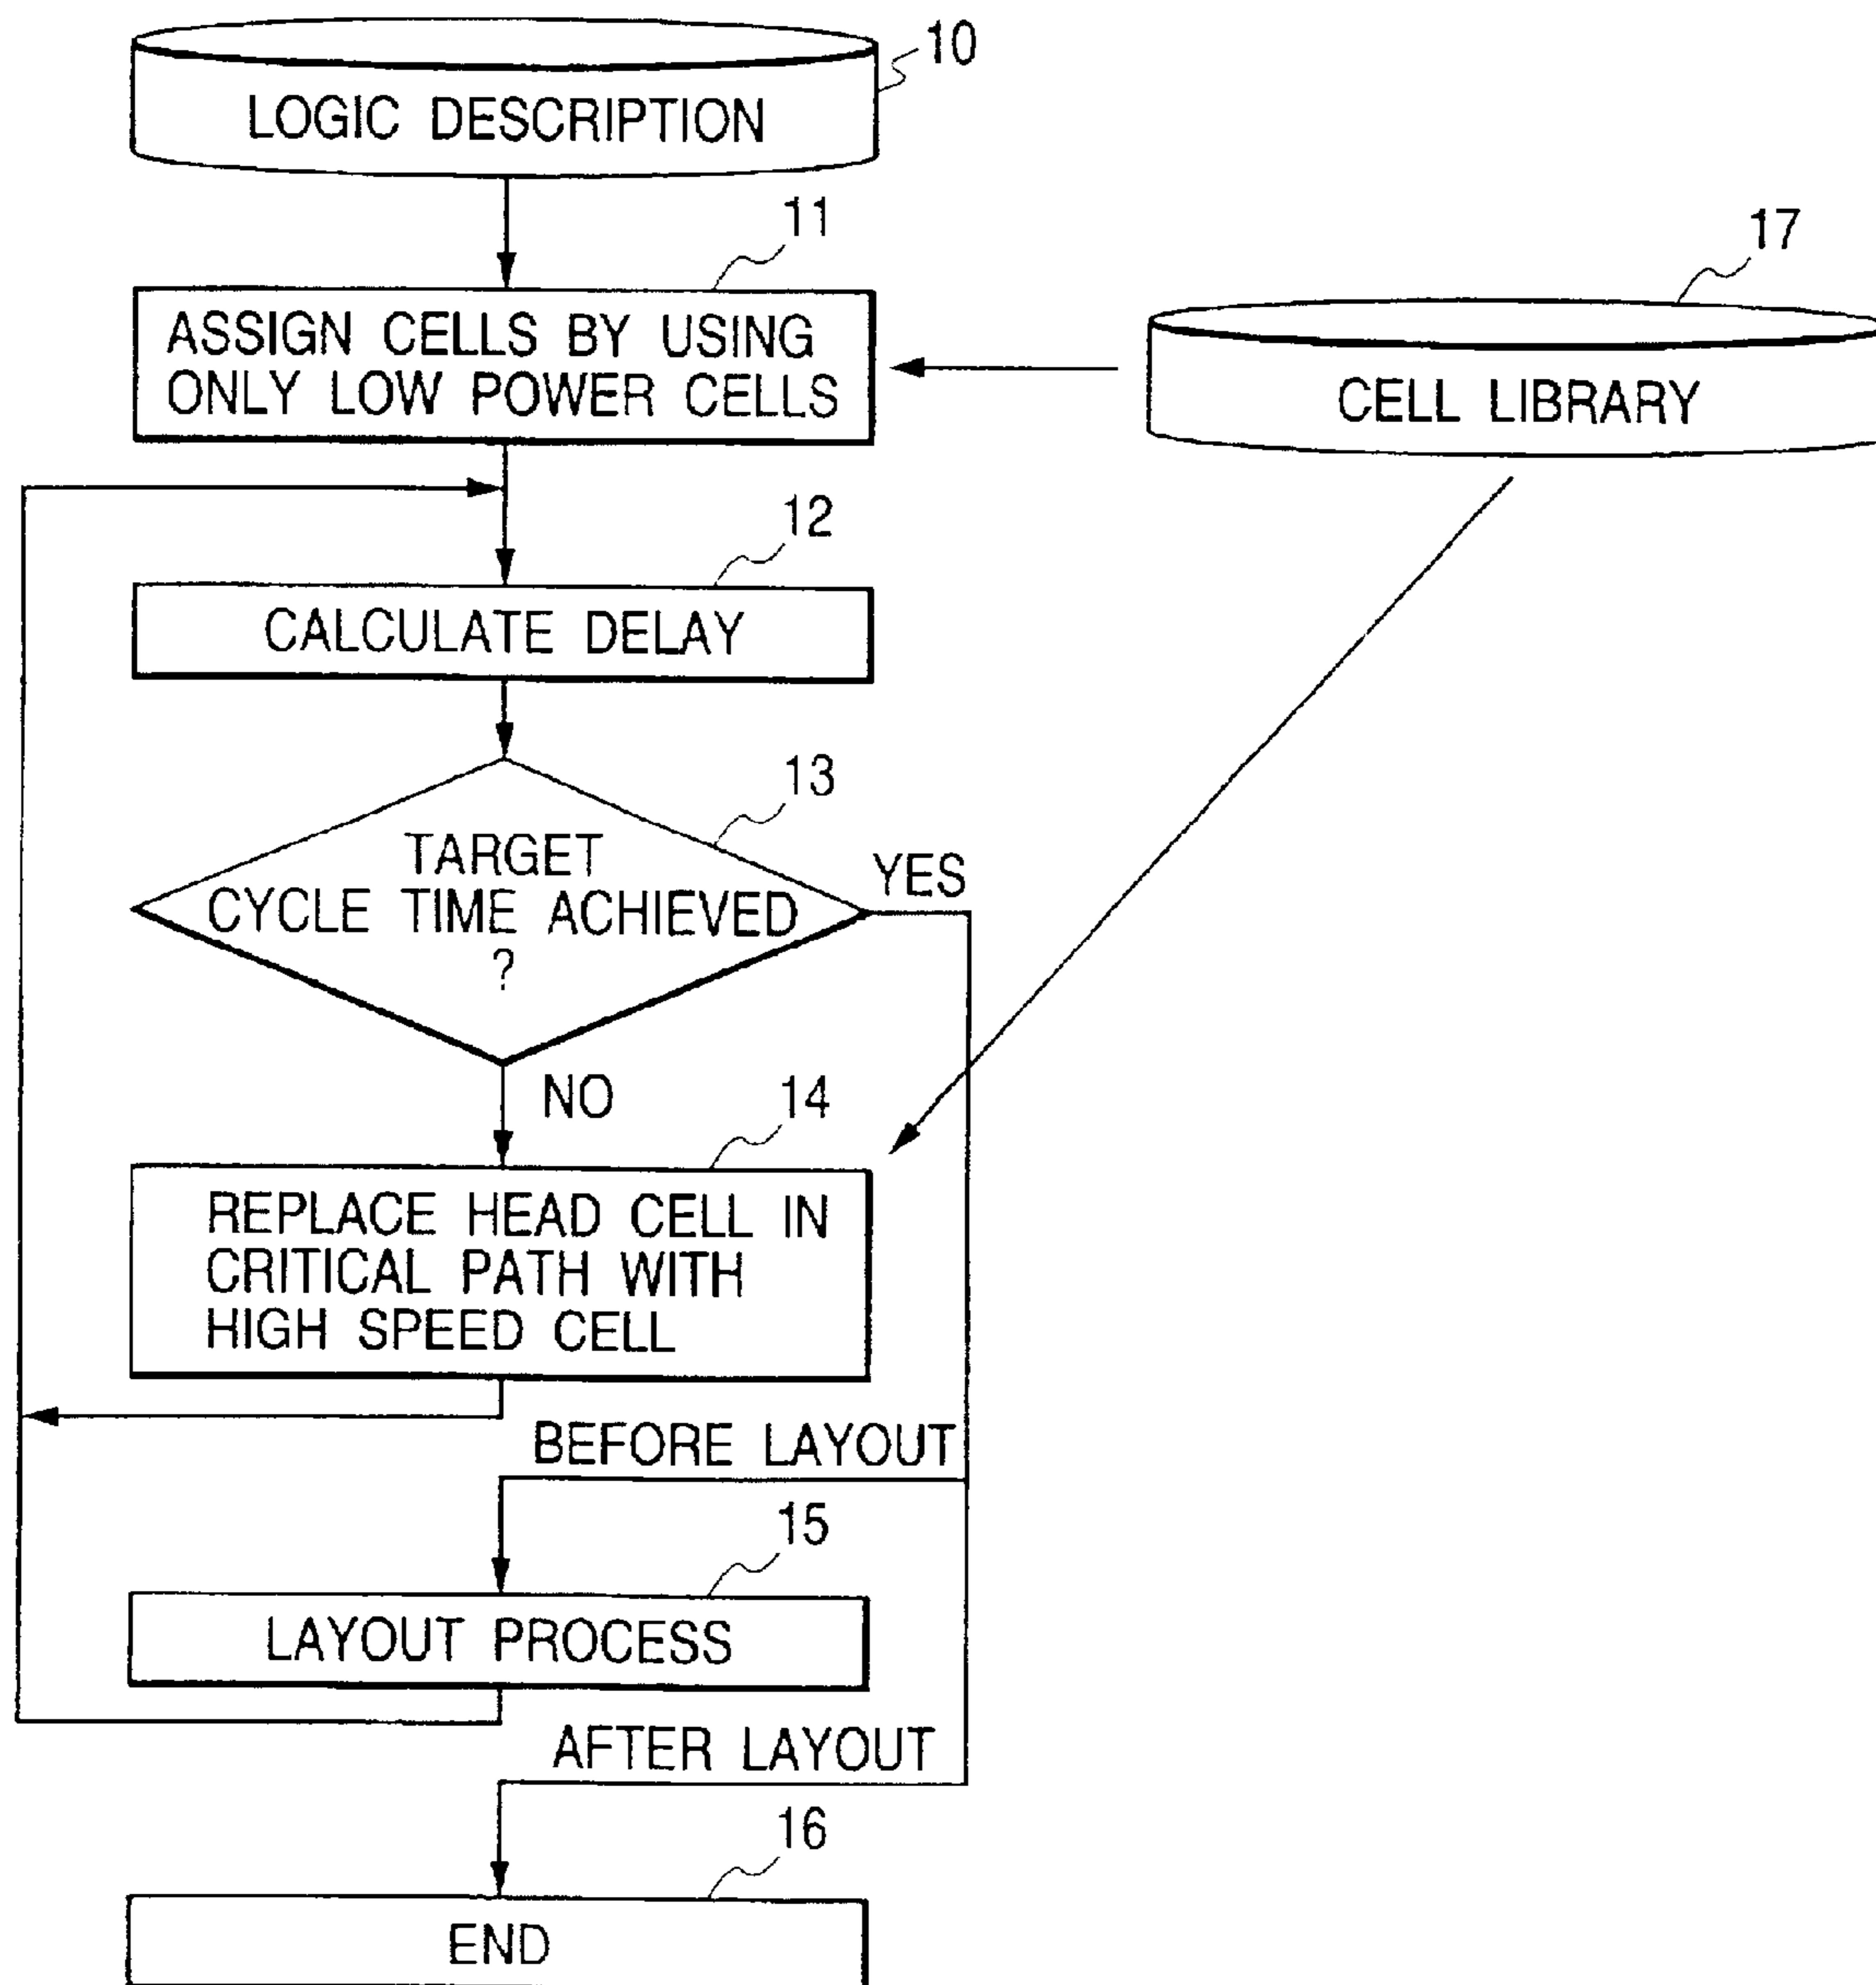 10
LOGIC DESCRIPTION
11
17
ASSIGN CELLS BY USING
ONLY LOW POWER CELLS
CELL LIBRARY
12
CALCULATE DELAY
13
TARGET
CYCLE TIME ACHIEVED
?
YES
NO
14
REPLACE HEAD CELL IN
CRITICAL PATH WITH
HIGH SPEED CELL
BEFORE LAYOUT
15
LAYOUT PROCESS
AFTER LAYOUT
16
END